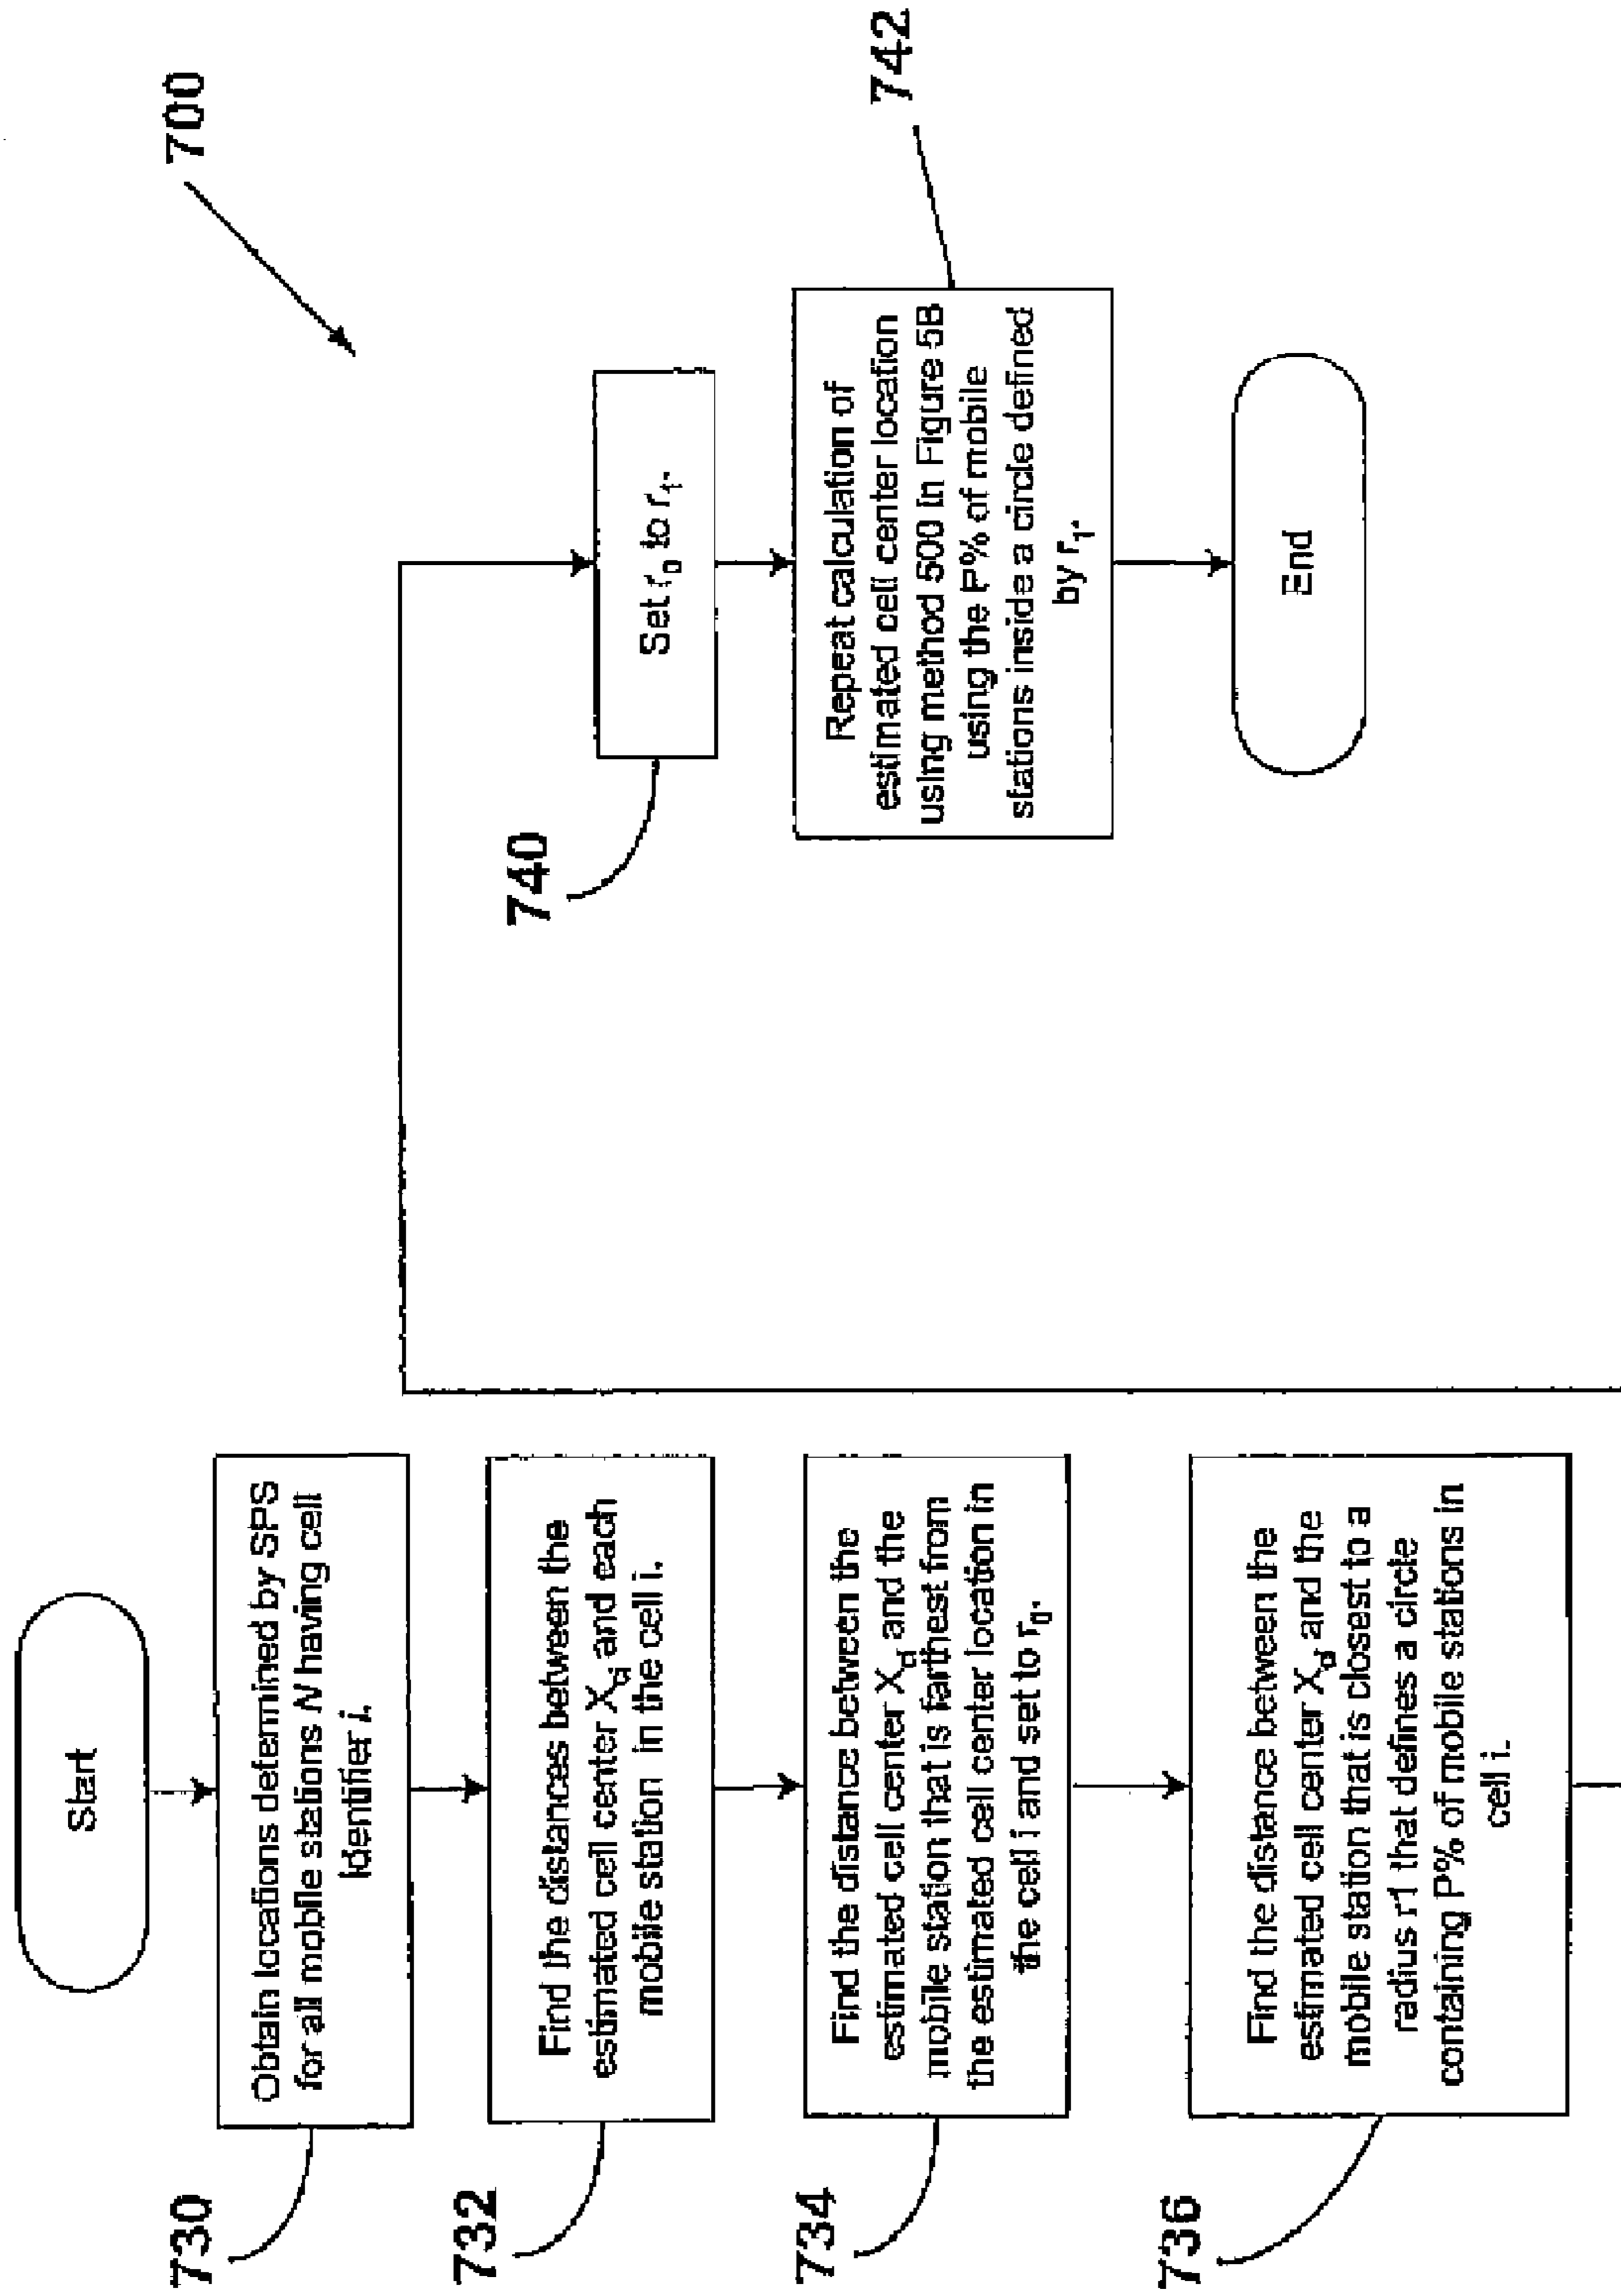 700
Start
730
Obtain locations determined by SPS
for all mobile stations N having cell
Identifier i.
732
Find the distances between the
estimated cell center Xci and each
mobile station in the cell i.
734
Find the distance between the
estimated cell center Xci and the
mobile station that is farthest from
the estimated cell center location in
the cell i and set to r0.
736
Find the distance between the
estimated cell center Xci and the
mobile station that is closest to a
radius r1 that defines a circle
containing P% of mobile stations in
cell i.
740
Set r0 to r1.
742
Repeat calculation of
estimated cell center location
using method 500 In Figure 5B
using the P% of mobile
stations inside a circle defined
by r1.
End